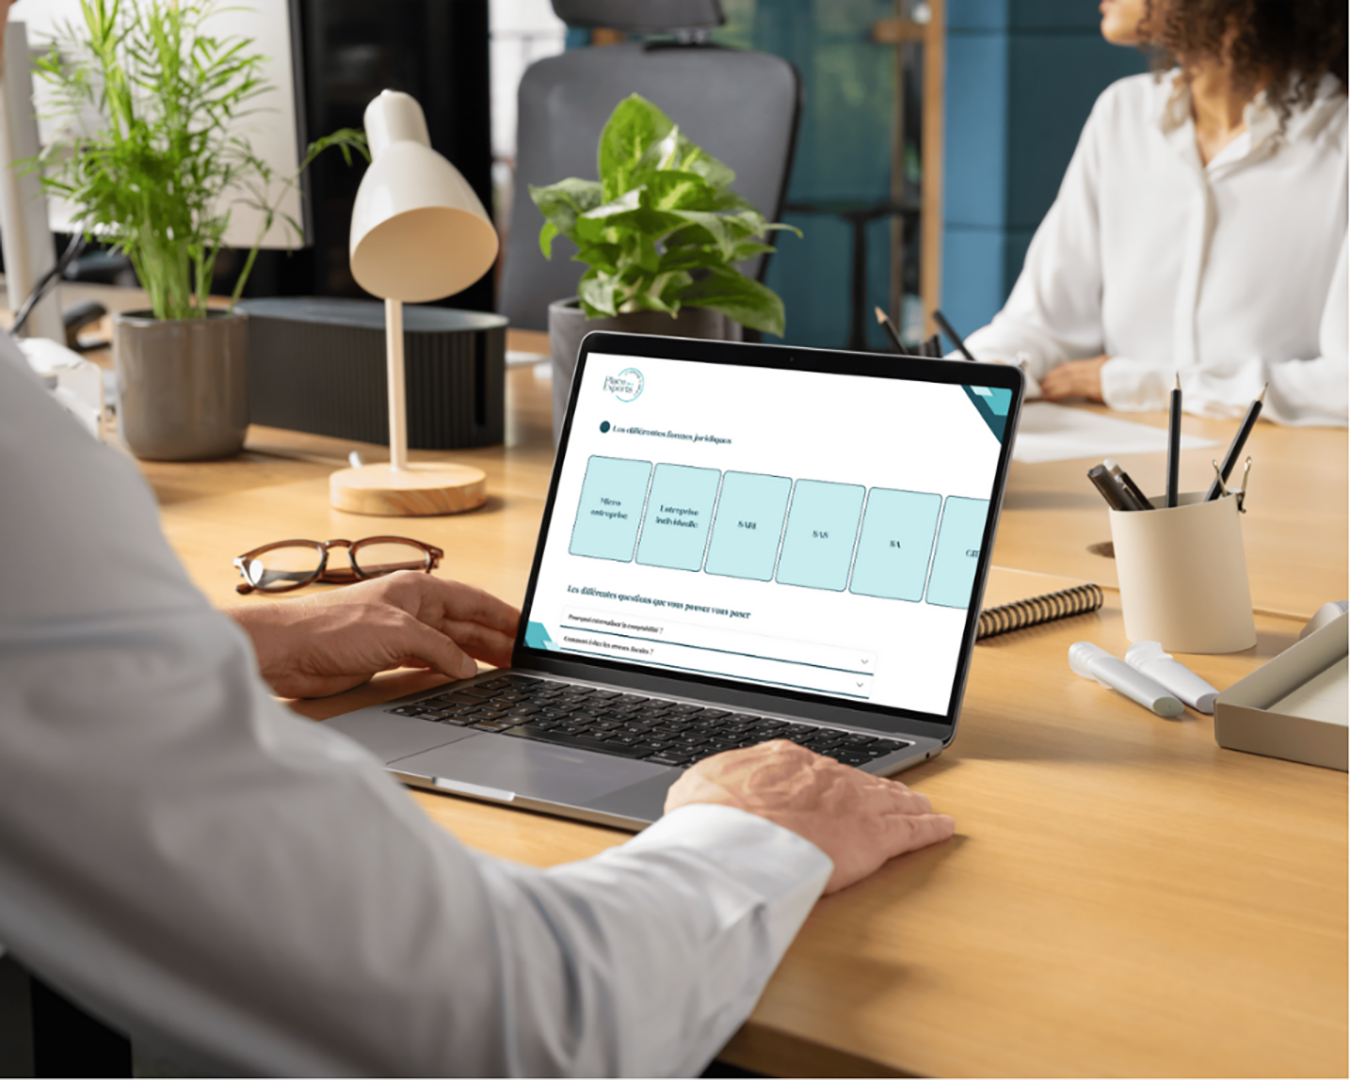 Place des
Experts
Les différentes formes juridiques
Micro
entreprise
Entreprise
individuelle
SARL
SAS
SA
Les différentes questions que vous pouvez vous poser
Pourquoi externaliser la comptabilité ?
Comment éviter les erreurs fiscales ?